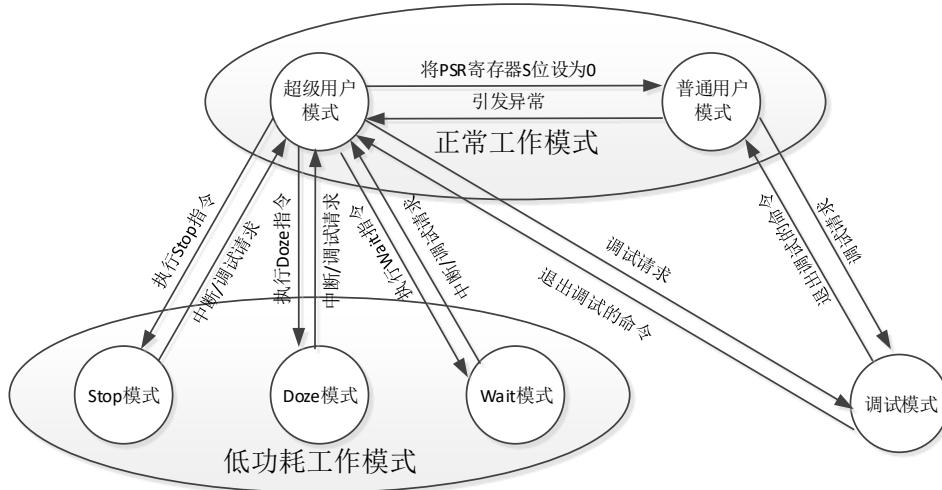 超级用户
模式
将PSR寄存器S位设为0
引发异常
普通用户
模式
正常工作模式
执行Stop指令
中断/调试请求
执行Doze指令
中断/调试请求
执行Wait指令
中断/调试请求
调试请求
退出调试的命令
退出调试的命令
调试请求
Stop模式
Doze模式
Wait模式
调试模式
低功耗工作模式